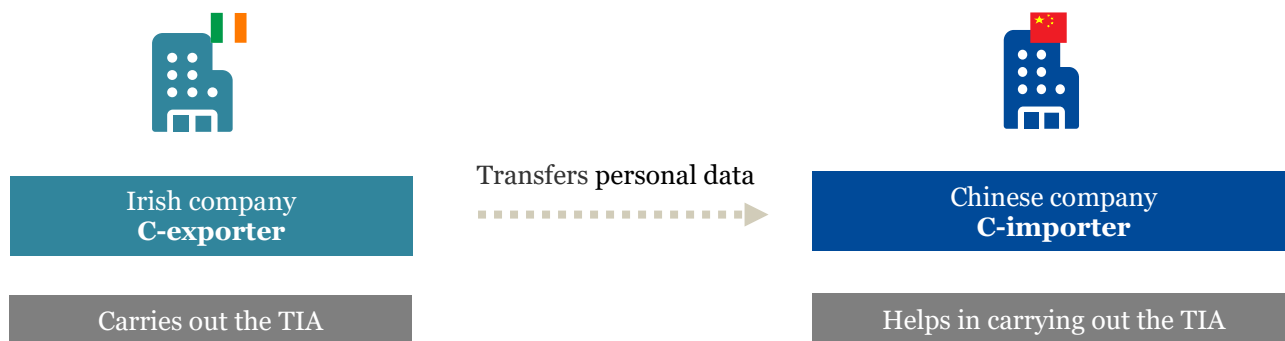 Transfers personal data
Irish company
C-exporter
Chinese company
C-importer
Carries out the TIA
Helps in carrying out the TIA